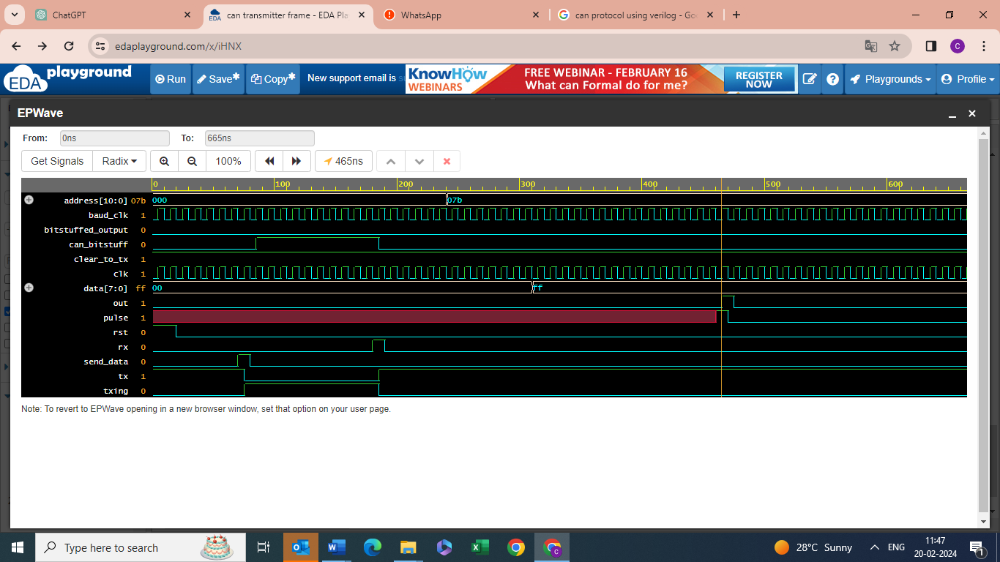 ChatGPT
can transmitter frame - EDA Pla
WhatsApp
can protocol using verilog - Goo
EDA
edaplayground.com/x/iHNX
C
EDA playground
Run
Save*
Copy*
New support email is
KNOWHOW WEBINARS
FREE WEBINAR - FEBRUARY 16
What can Formal do for me?
REGISTER NOW
Playgrounds
Profile
EPWave
From: 0ns To: 665ns
Get Signals Radix 100% 465ns
0 100 200 300 400 500 600
address[10:0] 07b 000 07b
baud_clk 1
bitstuffed_output 0
can_bitstuff 0
clear_to_tx 1
clk 1
data[7:0] ff 00 ff
out 1
pulse 1
rst 0
rx 0
send_data 0
tx 1
txing 0
Note: To revert to EPWave opening in a new browser window, set that option on your user page.
Type here to search
28°C Sunny
ENG
11:47
20-02-2024
1